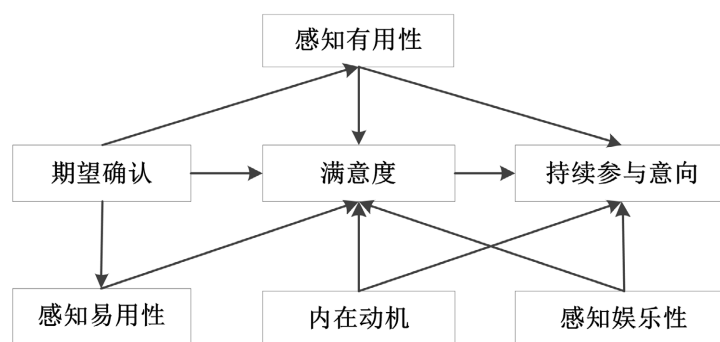 感知有用性
期望确认
满意度
持续参与意向
感知易用性
内在动机
感知娱乐性